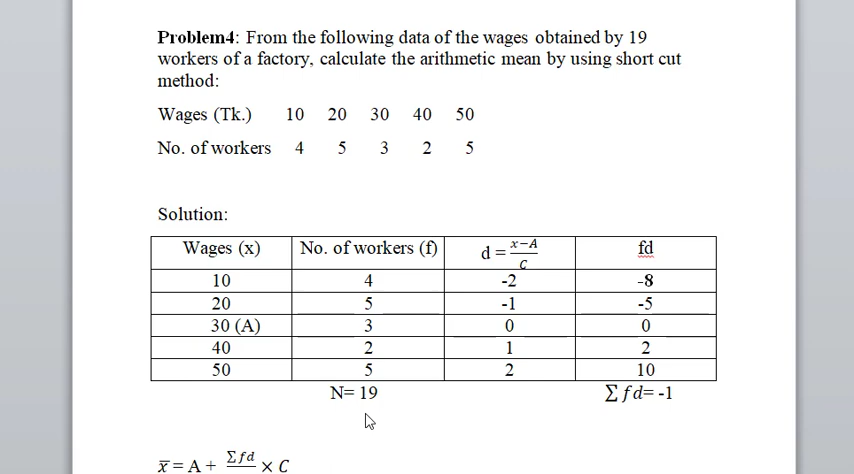 Problem4: From the following data of the wages obtained by 19
workers of a factory, calculate the arithmetic mean by using short cut
method:
Wages (Tk.) 10 20 30 40 50
No. of workers 4 5 3 2 5
Solution:
Wages (x) No. of workers (f) d = x−A/C fd
10 4 -2 -8
20 5 -1 -5
30 (A) 3 0 0
40 2 1 2
50 5 2 10
N= 19 ∑fd= -1
x̅ = A + ∑fd × C